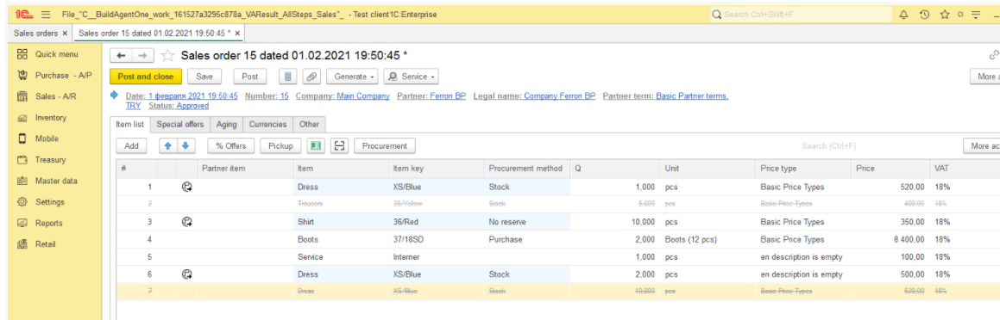 File_"C__BuildAgentOne_work_161527a3295c878a_VAResult_AllSteps_Sales"_ - Test client1C:Enterprise
Search Ctrl+Shift+F
Sales orders × Sales order 15 dated 01.02.2021 19:50:45 * ×
Quick menu
Purchase - A/P
Sales - A/R
Inventory
Mobile
Treasury
Master data
Settings
Reports
Retail
Sales order 15 dated 01.02.2021 19:50:45 *
Post and close Save Post Generate Service More
Date: 1 февраля 2021 19:50:45 Number: 15 Company: Main Company Partner: Ferron BP Legal name: Company Ferron BP Partner term: Basic Partner terms,
TRY Status: Approved
Item list Special offers Aging Currencies Other
Add % Offers Pickup Procurement Search (Ctrl+F) More
# Partner item Item Item key Procurement method Q Unit Price type Price VAT
1 Dress XS/Blue Stock 1,000 pcs Basic Price Types 520,00 18%
2 Trousers 38/Yellow Stock 5,000 pcs Basic Price Types 400,00 18%
3 Shirt 36/Red No reserve 10,000 pcs Basic Price Types 350,00 18%
4 Boots 37/18SD Purchase 2,000 Boots (12 pcs) Basic Price Types 8 400,00 18%
5 Service Interner 1,000 pcs en description is empty 100,00 18%
6 Dress XS/Blue Stock 2,000 pcs en description is empty 500,00 18%
7 Dress XS/Blue Stock 10,000 pcs Basic Price Types 520,00 18%